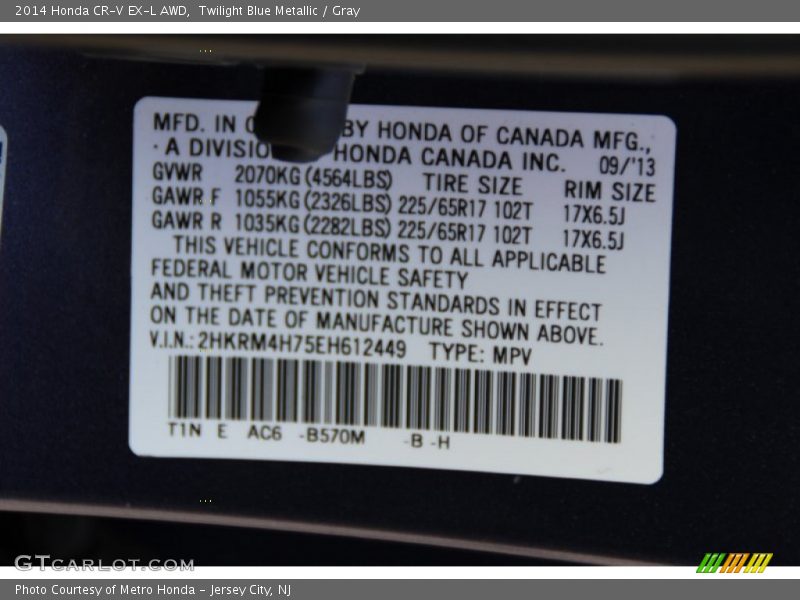 2014 Honda CR-V EX-L AWD, Twilight Blue Metallic / Gray
MFD. IN BY HONDA OF CANADA MFG.,
A DIVISIO HONDA CANADA INC. 09/'13
GVWR 2070KG (4564LBS) TIRE SIZE RIM SIZE
GAWR F 1055KG (2326LBS) 225/65R17 102T 17X6.5J
GAWR R 1035KG (2282LBS) 225/65R17 102T 17X6.5J
THIS VEHICLE CONFORMS TO ALL APPLICABLE
FEDERAL MOTOR VEHICLE SAFETY
AND THEFT PREVENTION STANDARDS IN EFFECT
ON THE DATE OF MANUFACTURE SHOWN ABOVE.
V.I.N.: 2HKRM4H75EH612449 TYPE: MPV
T1N E AC6 -B570M -B -H
GTCARLOT.COM
Photo Courtesy of Metro Honda - Jersey City, NJ